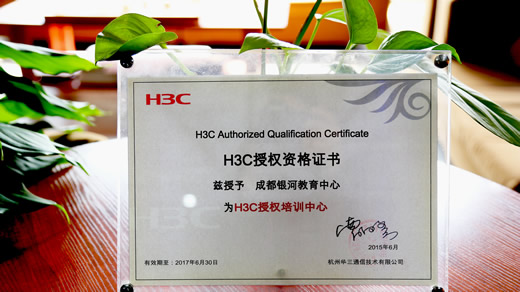 H3C
H3C Authorized Qualification Certificate
H3C授权资格证书
兹授予 成都银河教育中心
为H3C授权培训中心
2015年6月
有效期至：2017年6月30日
杭州华三通信技术有限公司